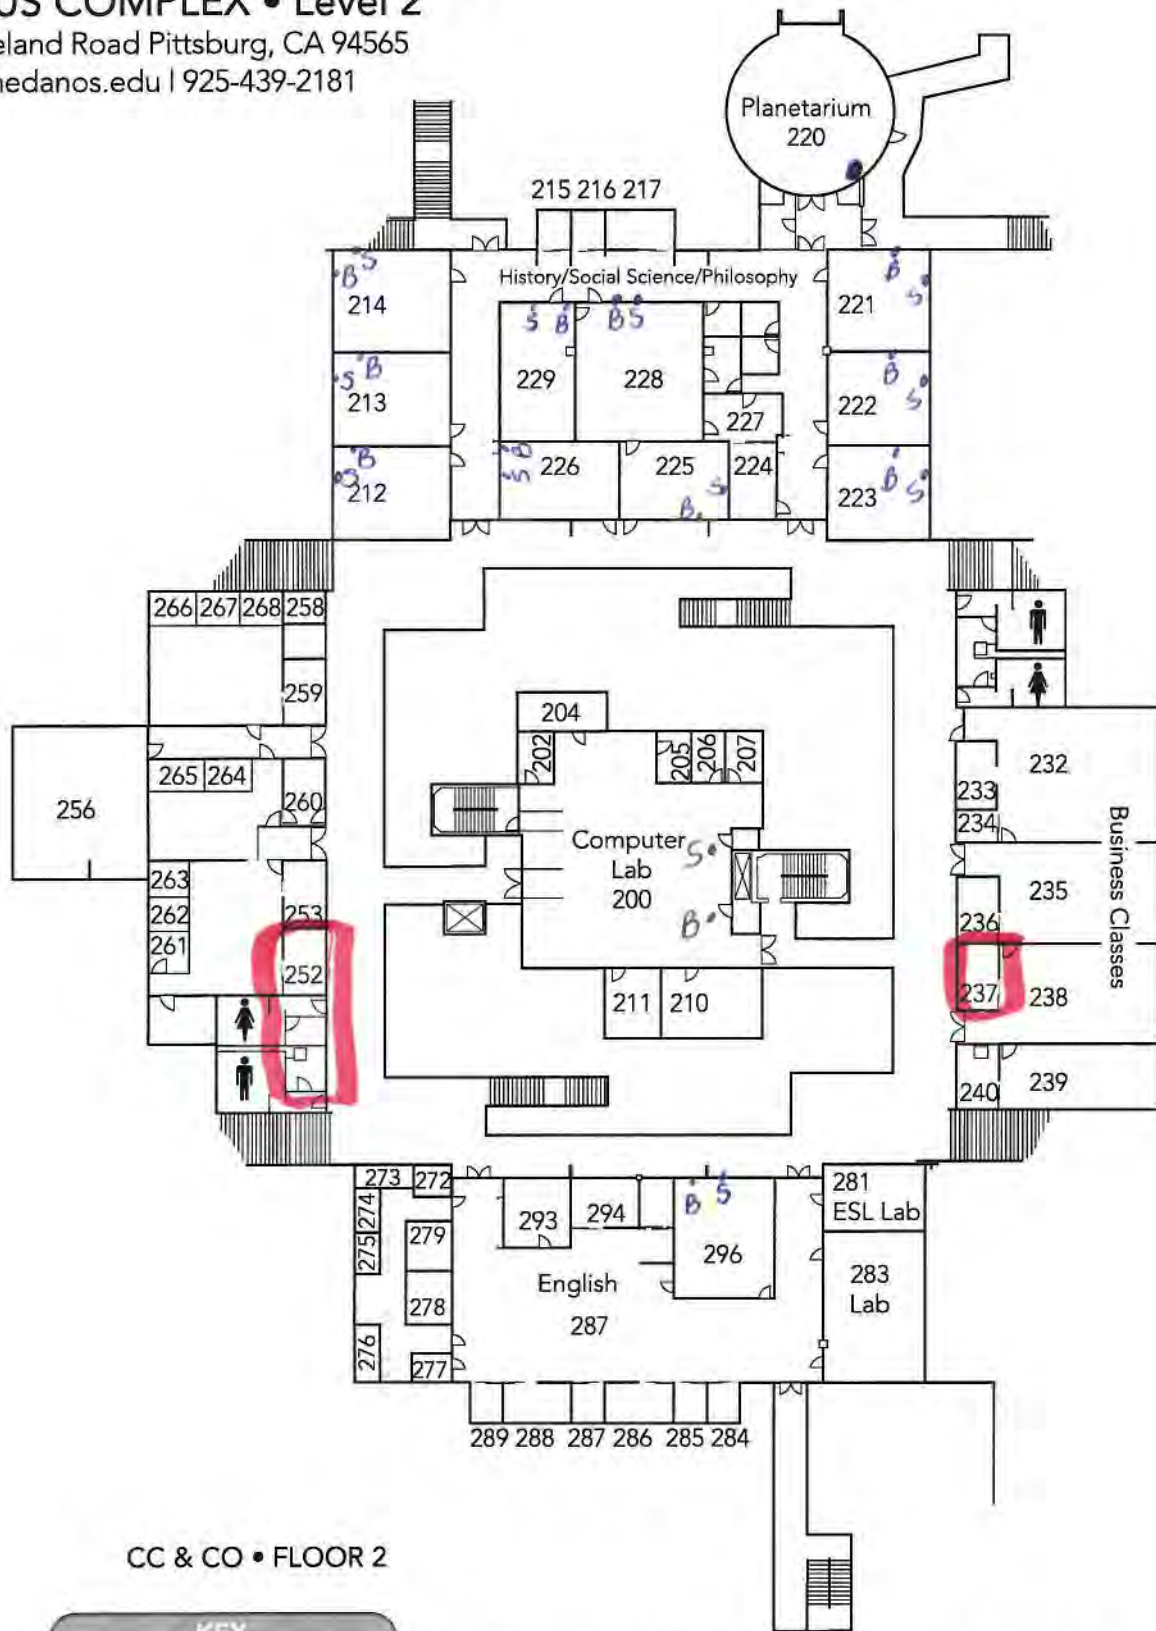 US COMPLEX • Level 2
eland Road Pittsburg, CA 94565
nedanos.edu | 925-439-2181
Planetarium
220
215 216 217
History/Social Science/Philosophy
B S
214
S B
229
B S
228
B
S
221
S B
213
227
B
S
222
B
S
212
B
S
226
225
S
B
224
B
S
223
266 267 268 258
259
204
202
205
206
207
265 264
260
256
233
232
234
Computer
Lab
200
S
B
Business Classes
263
262
261
253
252
235
236
237
238
211
210
240
239
273 272
274
275
279
278
276
277
293
294
B S
296
English
287
281
ESL Lab
283
Lab
289 288 287 286 285 284
CC & CO • FLOOR 2
KEY